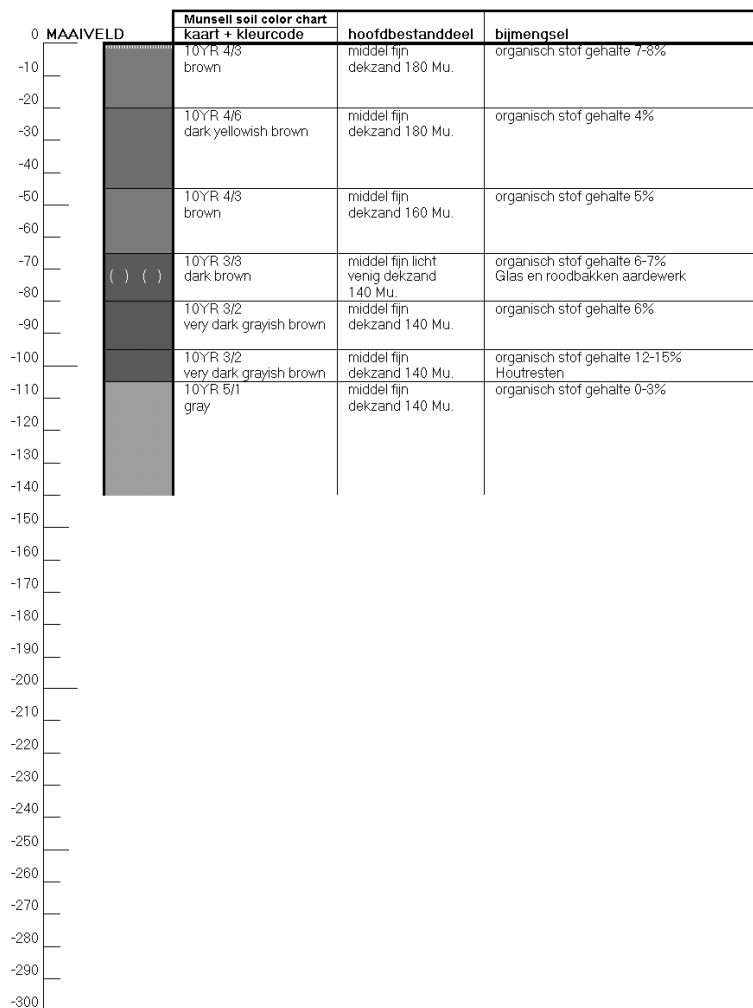 Munsell soil color chart
0 MAAIVELD kaart + kleurcode hoofdbestanddeel bijmengsel
10YR 4/3 middel fijn organisch stof gehalte 7-8%
-10 brown dekzand 180 Mu.
-20
10YR 4/6 middel fijn organisch stof gehalte 4%
-30 dark yellowish brown dekzand 180 Mu.
-40
-50 10YR 4/3 middel fijn organisch stof gehalte 5%
brown dekzand 160 Mu.
-60
-70 10YR 3/3 middel fijn licht organisch stof gehalte 6-7%
( ) ( ) dark brown venig dekzand Glas en roodbakken aardewerk
-80 140 Mu.
10YR 3/2 middel fijn organisch stof gehalte 6%
-90 very dark grayish brown dekzand 140 Mu.
-100 10YR 3/2 middel fijn organisch stof gehalte 12-15%
very dark grayish brown dekzand 140 Mu. Houtresten
-110 10YR 5/1 middel fijn organisch stof gehalte 0-3%
gray dekzand 140 Mu.
-120
-130
-140
-150
-160
-170
-180
-190
-200
-210
-220
-230
-240
-250
-260
-270
-280
-290
-300